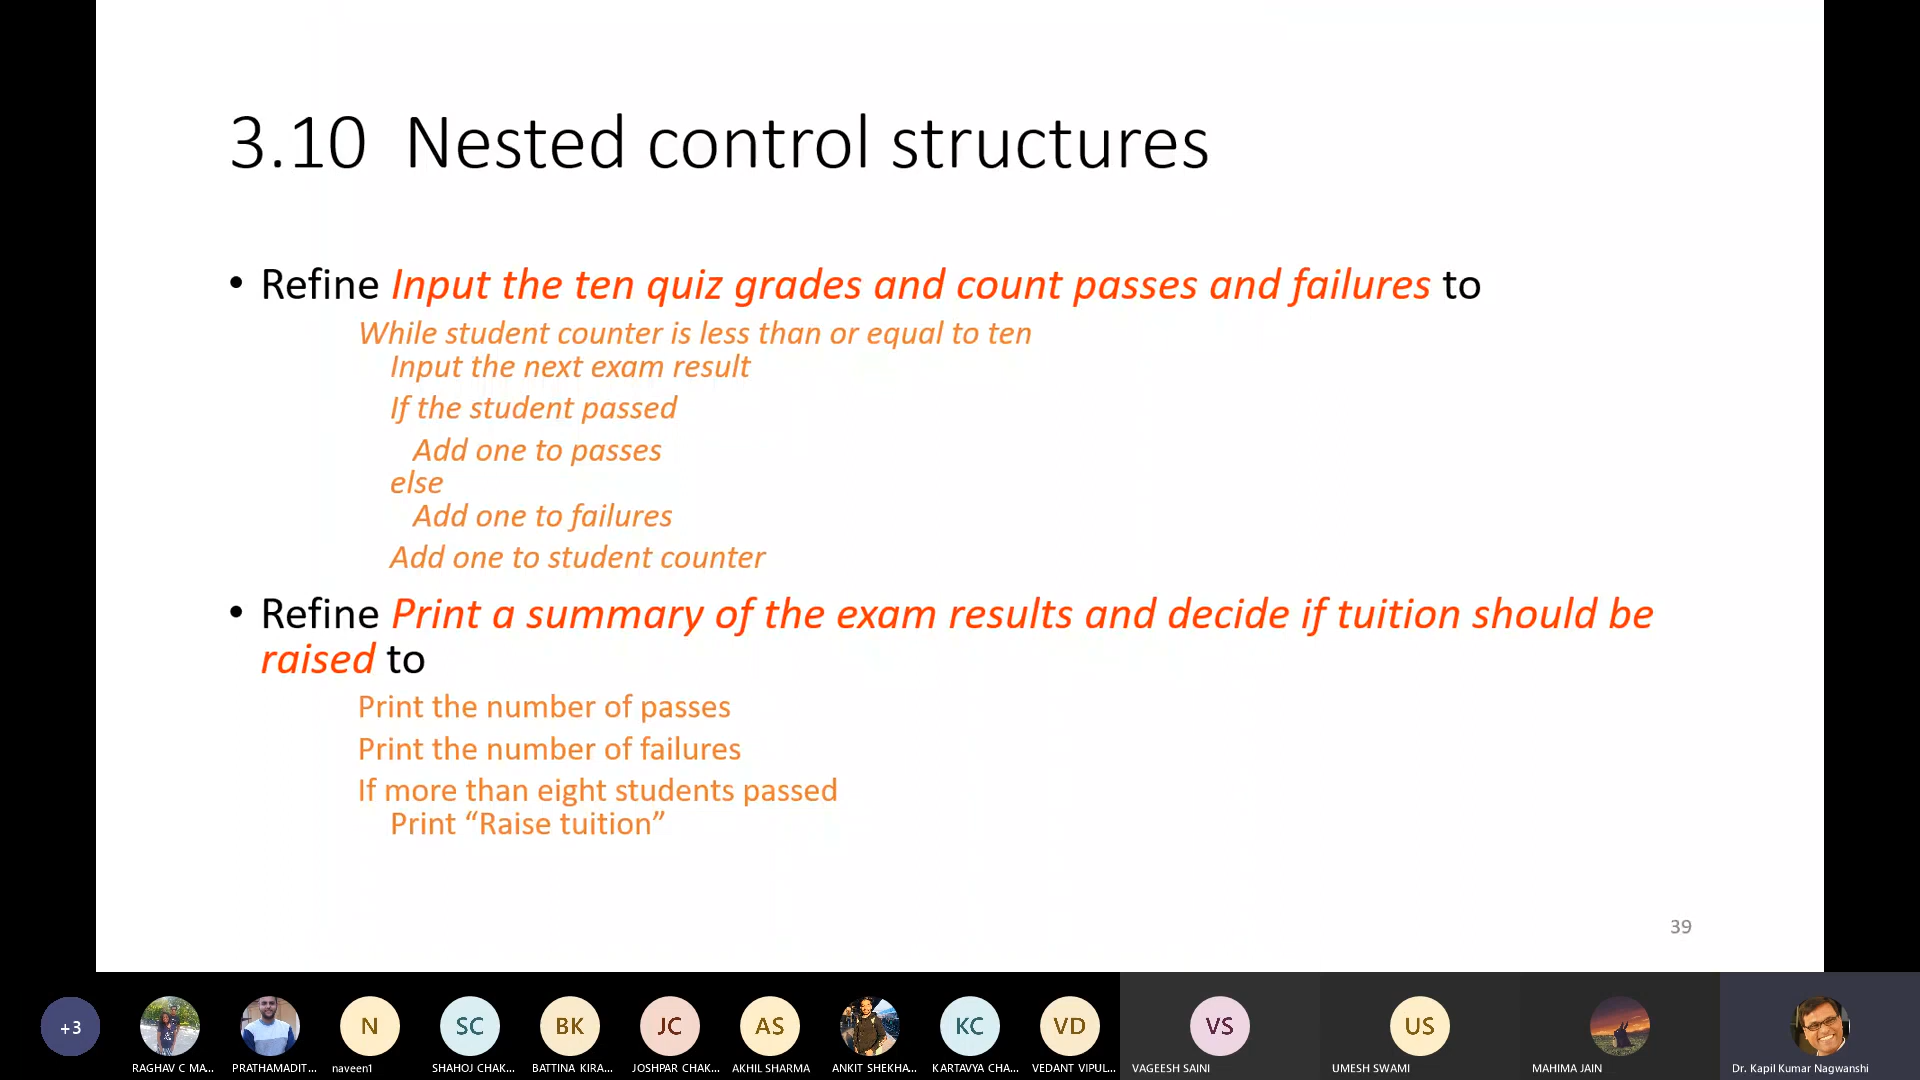 3.10 Nested control structures
• Refine Input the ten quiz grades and count passes and failures to
While student counter is less than or equal to ten
Input the next exam result
If the student passed
Add one to passes
else
Add one to failures
Add one to student counter
• Refine Print a summary of the exam results and decide if tuition should be
raised to
Print the number of passes
Print the number of failures
If more than eight students passed
Print “Raise tuition”
39
+3
N
SC
BK
JC
AS
KC
VD
VS
US
RAGHAV C MA...
PRATHAMADIT...
naveen1
SHAHOJ CHAK...
BATTINA KIRA...
JOSHPAR CHAK...
AKHIL SHARMA
ANKIT SHEKHA...
KARTAVYA CHA...
VEDANT VIPUL...
VAGEESH SAINI
UMESH SWAMI
MAHIMA JAIN
Dr. Kapil Kumar Nagwanshi